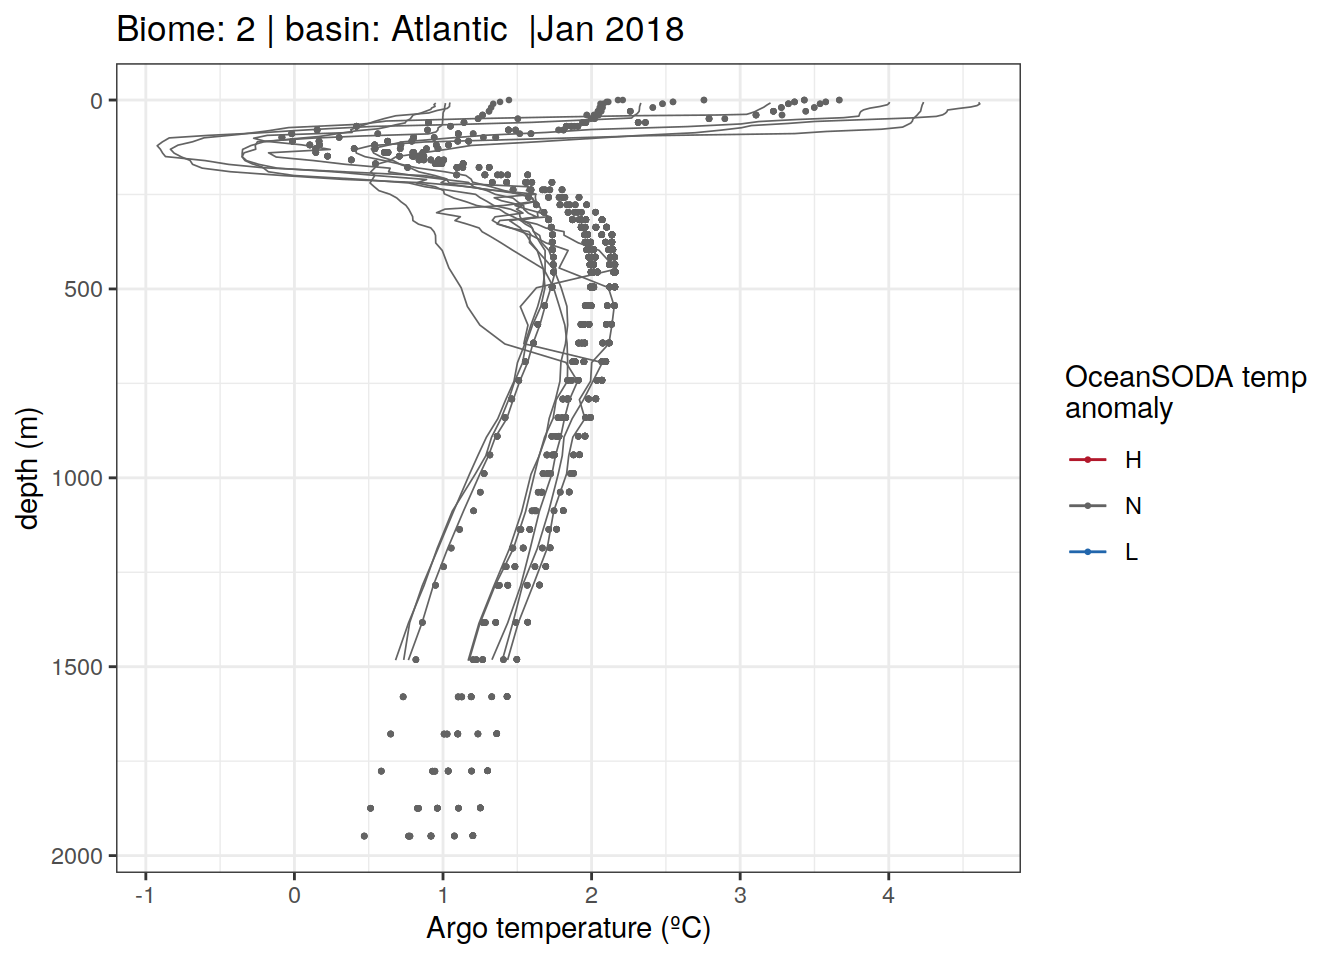 Biome: 2 | basin: Atlantic  |Jan 2018
0
500
1000
1500
2000
depth (m)
-1
0
1
2
3
4
Argo temperature (ºC)
OceanSODA temp
anomaly
H
N
L